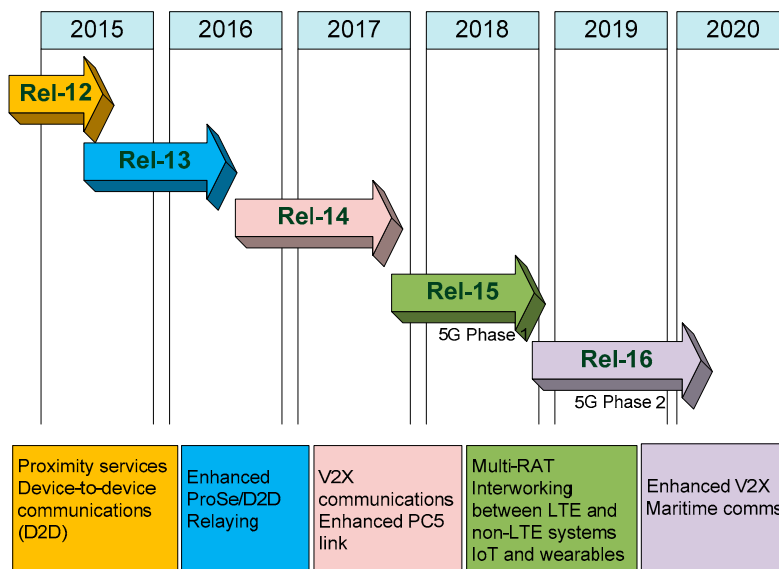 2015
2016
2017
2018
2019
2020
Rel-12
Rel-13
Rel-14
Rel-15
5G Phase 1
Rel-16
5G Phase 2
Proximity services
Device-to-device
communications
(D2D)
Enhanced
ProSe/D2D
Relaying
V2X
communications
Enhanced PC5
link
Multi-RAT
Interworking
between LTE and
non-LTE systems
IoT and wearables
Enhanced V2X
Maritime comms